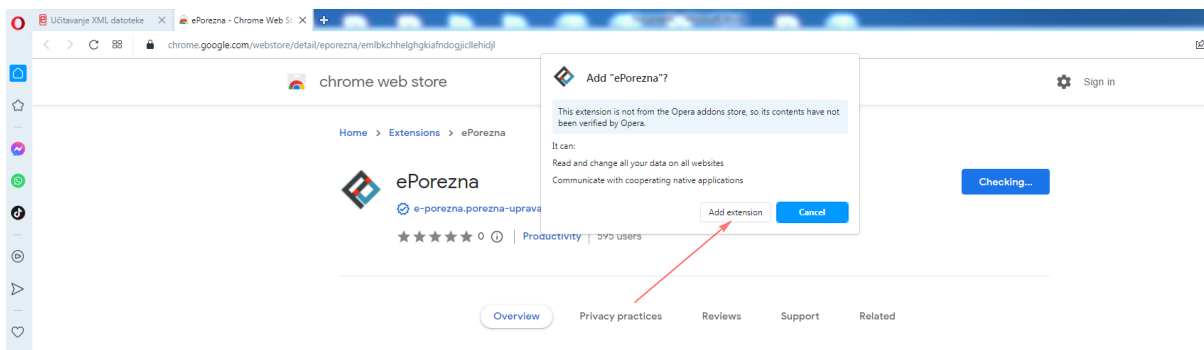 Učitavanje XML datoteke
ePorezna - Chrome Web St
chrome.google.com/webstore/detail/eporezna/emlbkchhelghgkiafndogjicllehidjl
chrome web store
Sign in
Add "ePorezna"?
This extension is not from the Opera addons store, so its contents have not
been verified by Opera.
It can:
Read and change all your data on all websites
Communicate with cooperating native applications
Add extension
Cancel
Home > Extensions > ePorezna
ePorezna
Checking...
e-porezna.porezna-uprava
0
Productivity
595 users
Overview
Privacy practices
Reviews
Support
Related